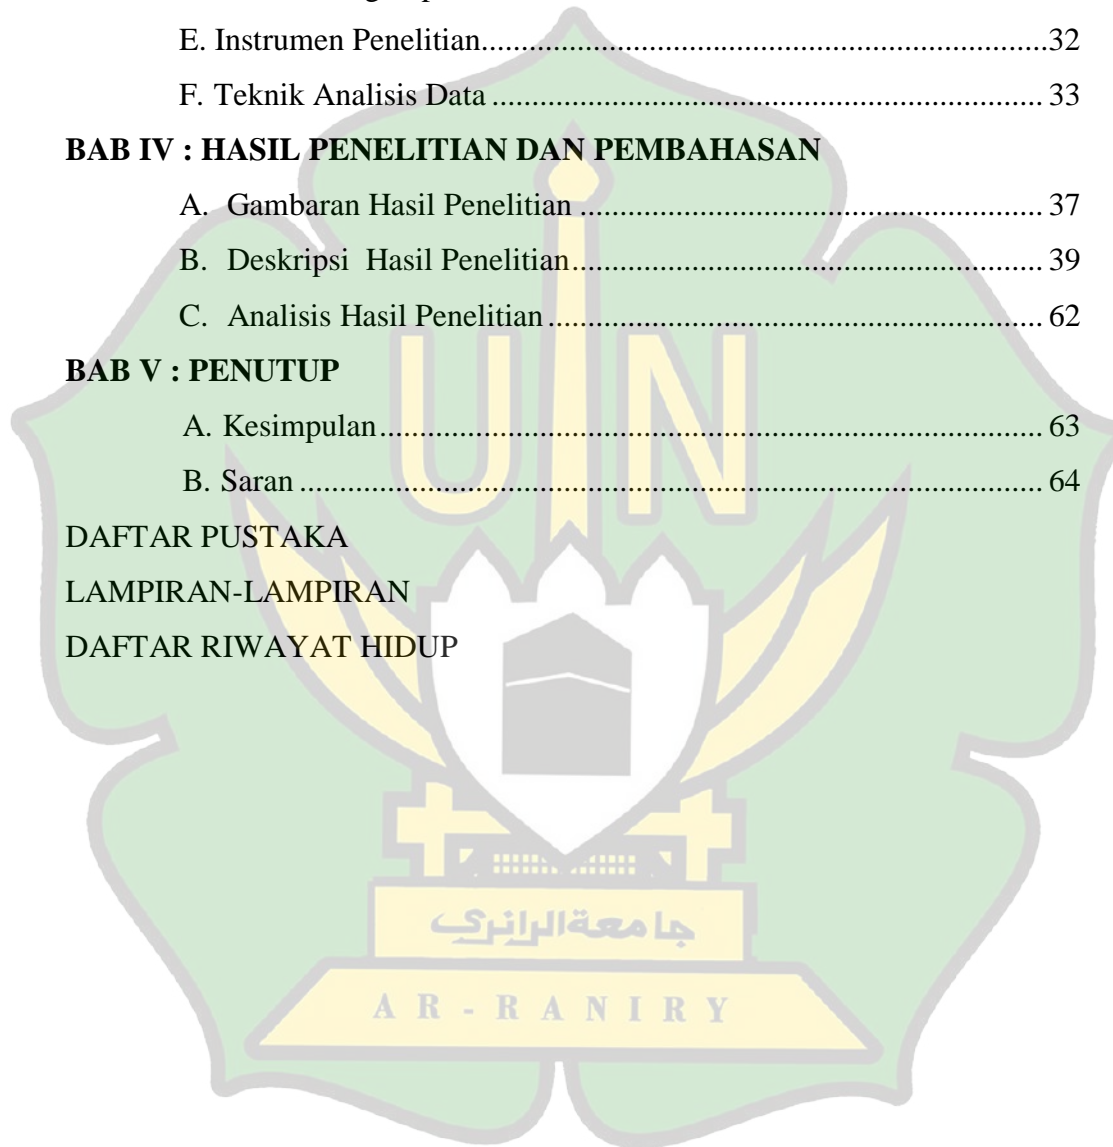 E. Instrumen Penelitian.......................................................................32
F. Teknik Analisis Data ..................................................................... 33
BAB IV : HASIL PENELITIAN DAN PEMBAHASAN
A. Gambaran Hasil Penelitian .......................................................... 37
B. Deskripsi Hasil Penelitian........................................................... 39
C. Analisis Hasil Penelitian.............................................................. 62
BAB V : PENUTUP
A. Kesimpulan................................................................................... 63
B. Saran ............................................................................................. 64
DAFTAR PUSTAKA
LAMPIRAN-LAMPIRAN
DAFTAR RIWAYAT HIDUP
UIN
جامعة الرانري
AR-RANIRY